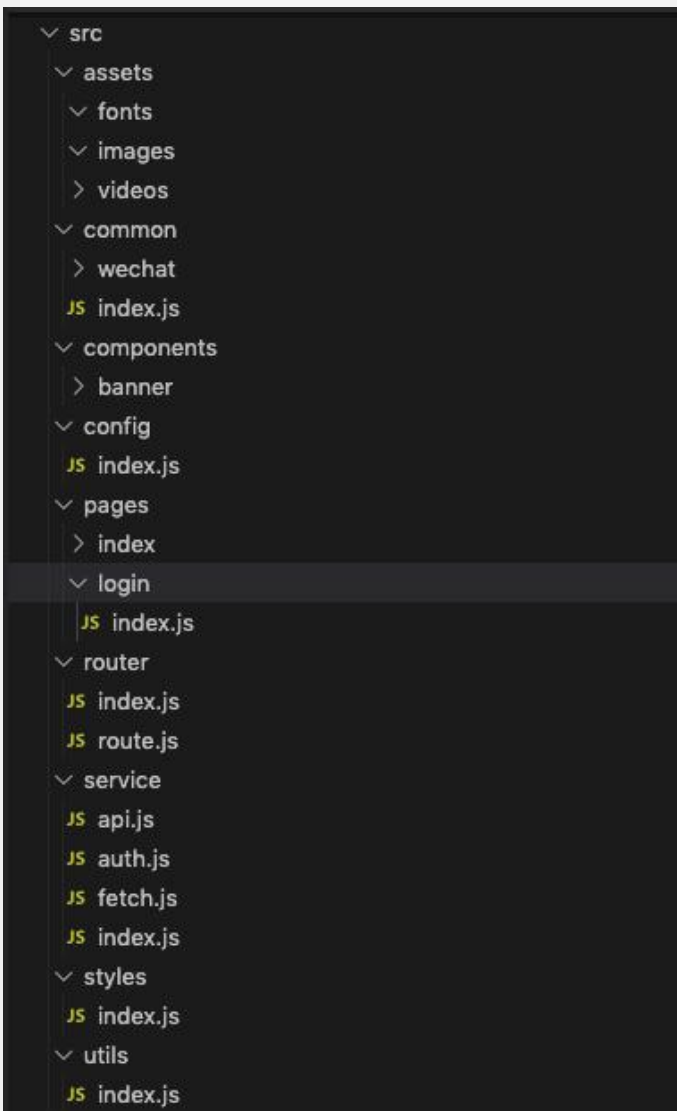 src
assets
fonts
images
videos
common
wechat
JS index.js
components
banner
config
JS index.js
pages
index
login
JS index.js
router
JS index.js
JS route.js
service
JS api.js
JS auth.js
JS fetch.js
JS index.js
styles
JS index.js
utils
JS index.js